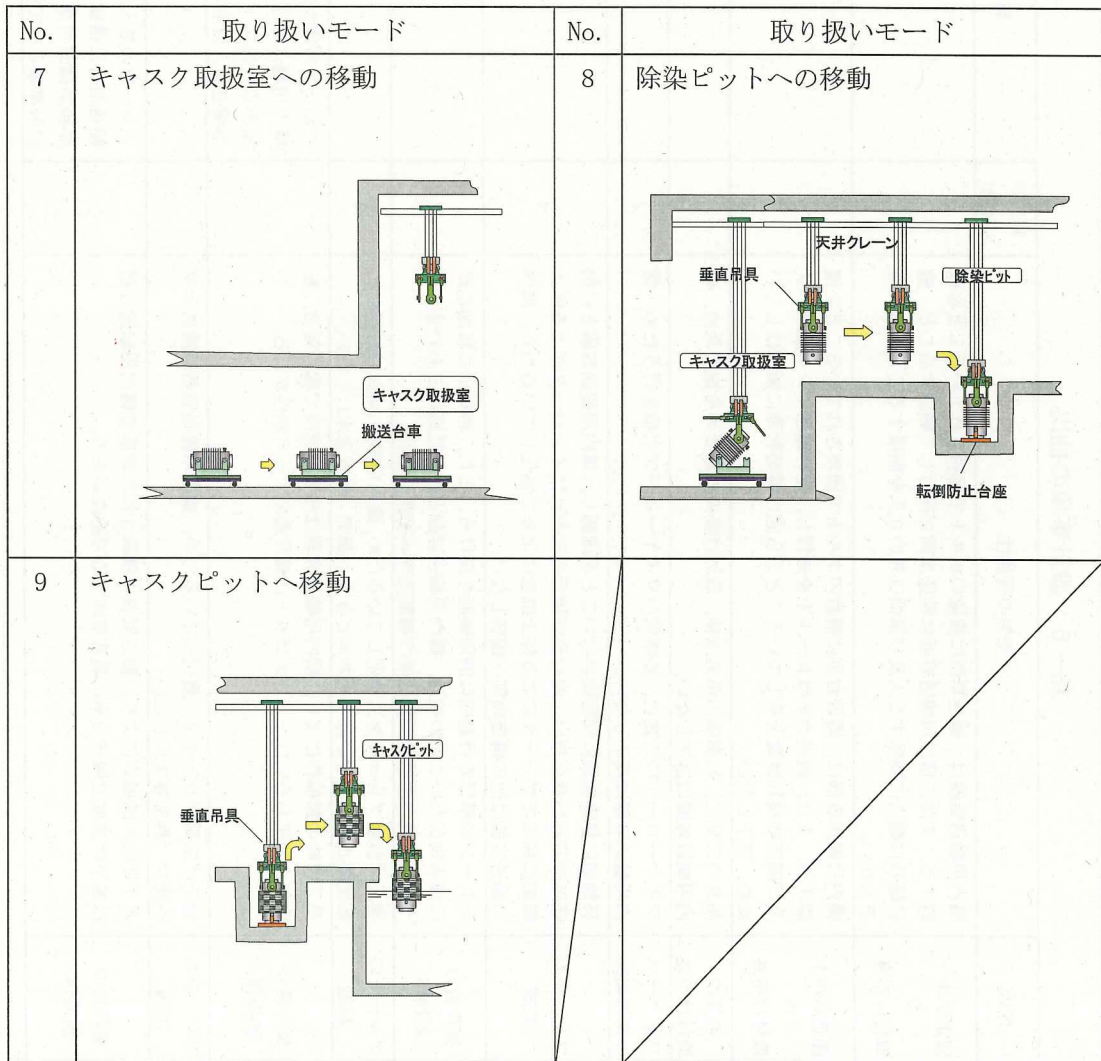 No. 取り扱いモード No. 取り扱いモード
7 キャスク取扱室への移動
キャスク取扱室
搬送台車
8 除染ピットへの移動
天井クレーン
垂直吊具
除染ピット
キャスク取扱室
転倒防止台座
9 キャスクピットへ移動
キャスクピット
垂直吊具